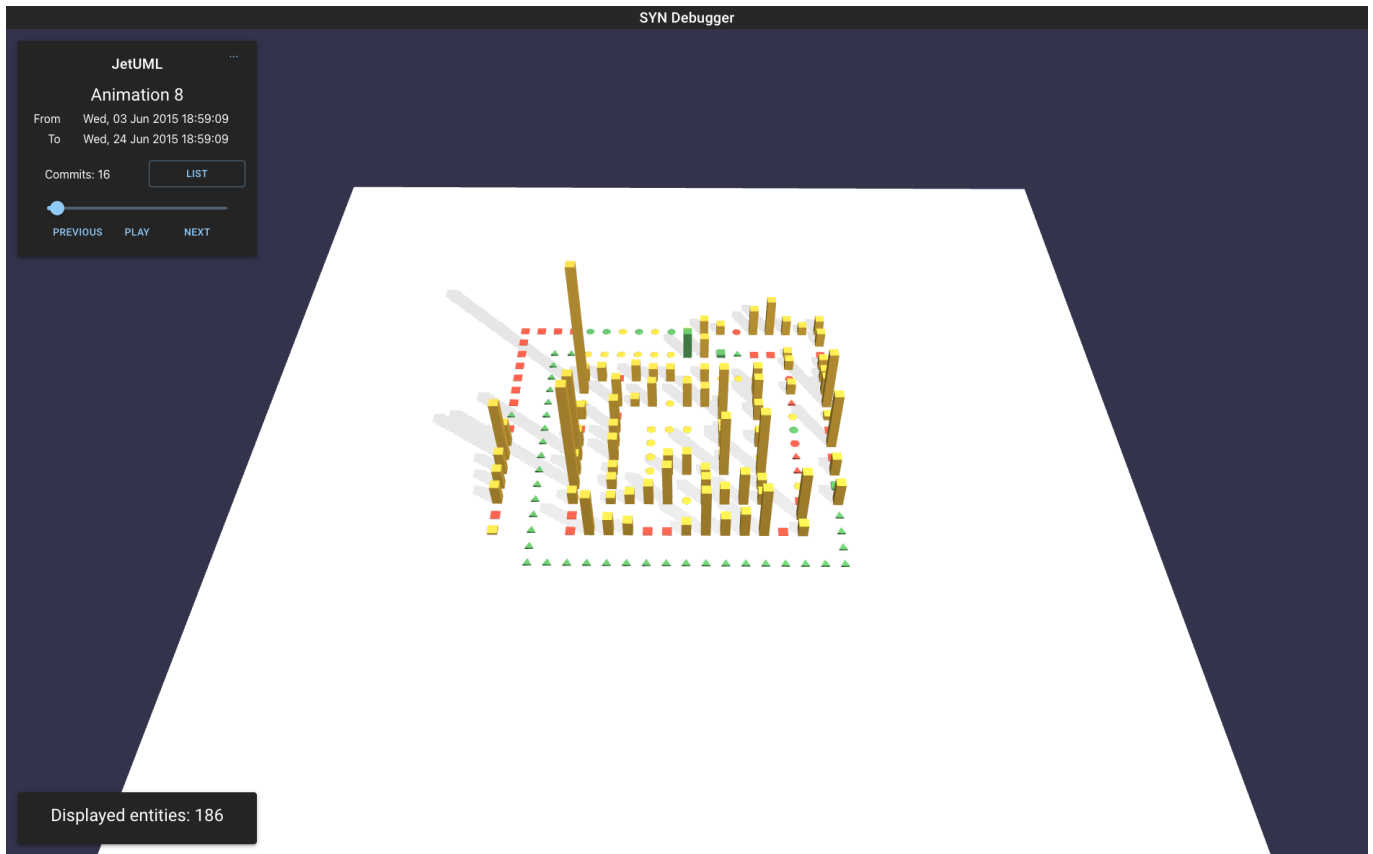 SYN Debugger
...
JetUML
Animation 8
From Wed, 03 Jun 2015 18:59:09
To Wed, 24 Jun 2015 18:59:09
Commits: 16 LIST
PREVIOUS PLAY NEXT
Displayed entities: 186